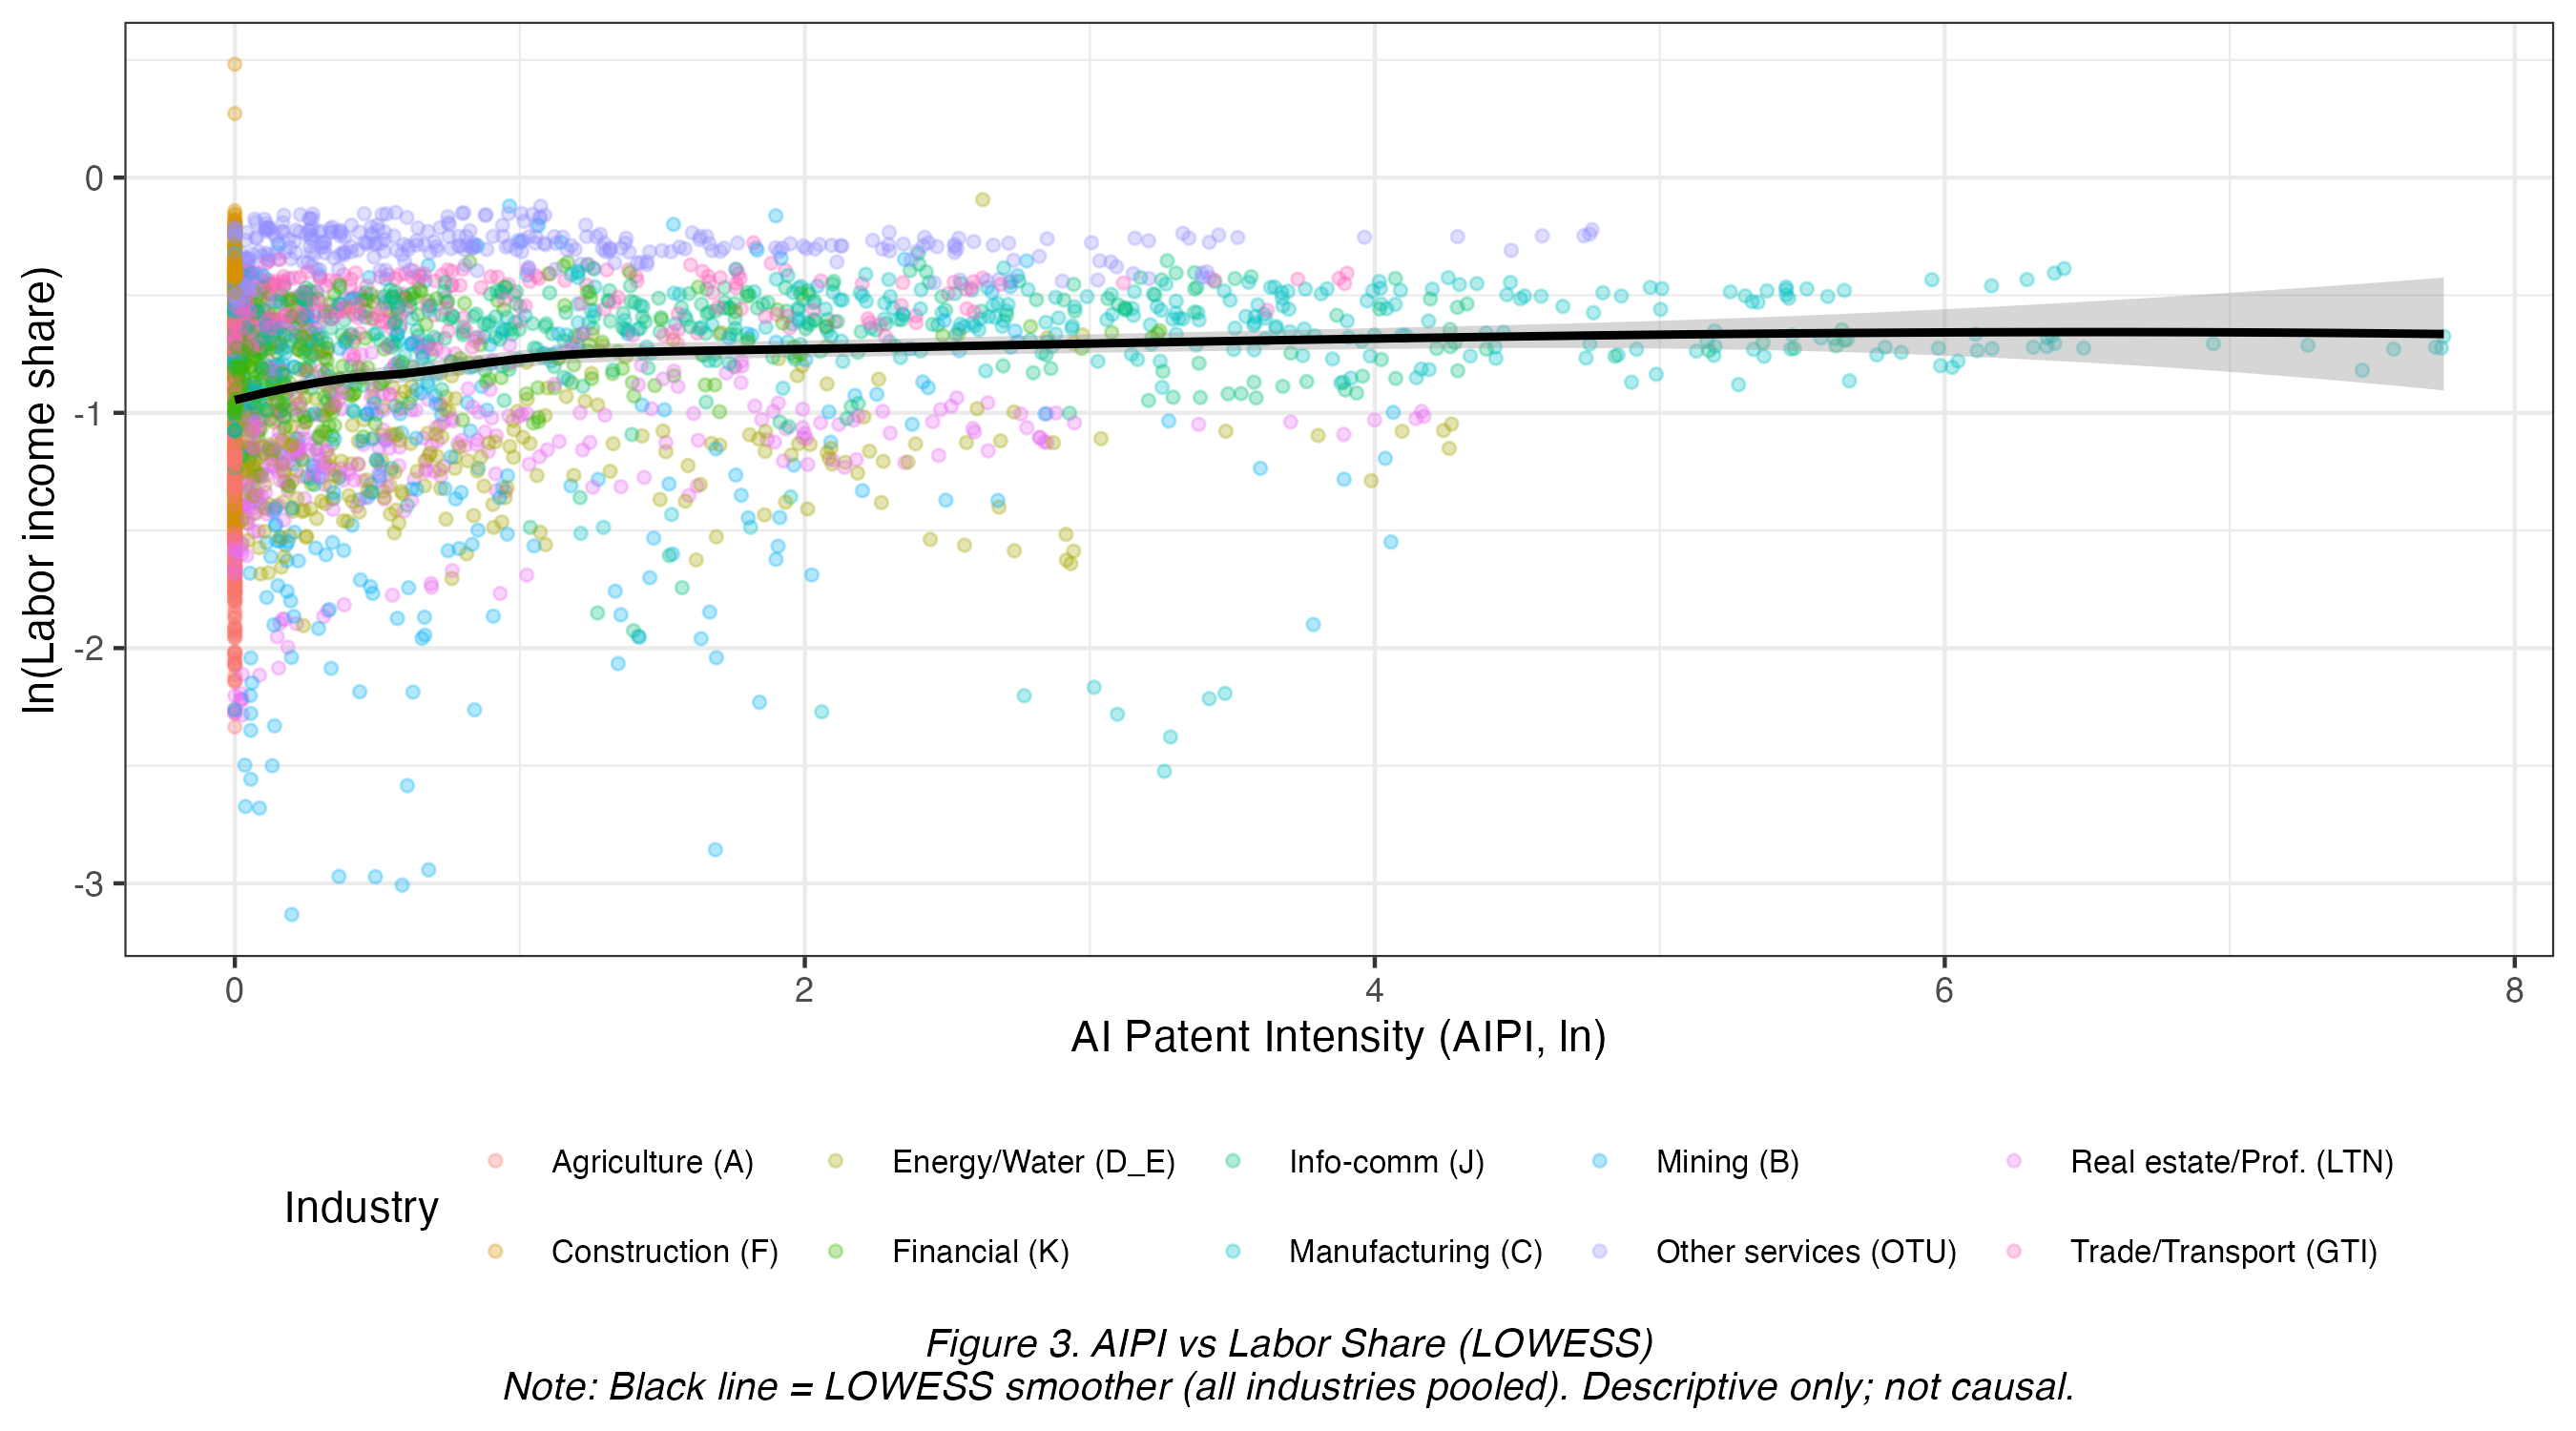 ln(Labor income share)
0
-1
-2
-3
0 2 4 6 8
AI Patent Intensity (AIPI, ln)
Industry
Agriculture (A) Energy/Water (D_E) Info-comm (J) Mining (B) Real estate/Prof. (LTN)
Construction (F) Financial (K) Manufacturing (C) Other services (OTU) Trade/Transport (GTI)
Figure 3. AIPI vs Labor Share (LOWESS)
Note: Black line = LOWESS smoother (all industries pooled). Descriptive only; not causal.